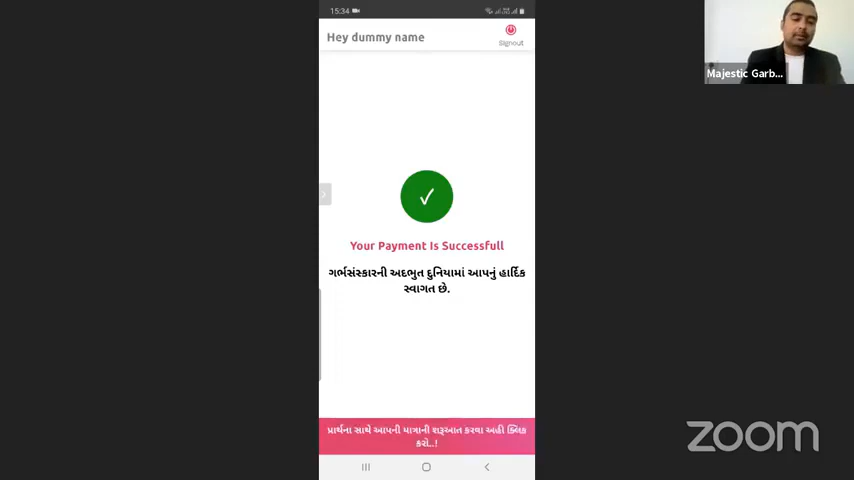 15:34
Hey dummy name
Signout
Majestic Garb...
✓
Your Payment Is Successfull
ગર્ભસંસ્કારની અદભુત દુનિયામાં આપનું હાર્દિક
સ્વાગત છે.
પ્રાર્થના સાથે આપની યાત્રાની શરૂઆત કરવા અહી ક્લિક
કરો..!
zoom